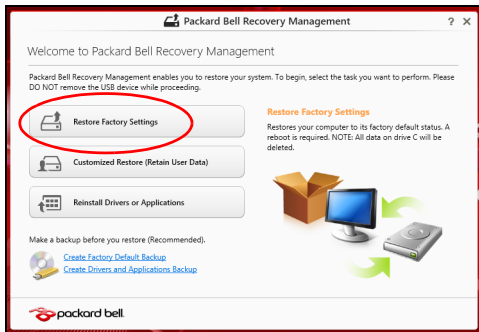 Packard Bell Recovery Management
? X
Welcome to Packard Bell Recovery Management
Packard Bell Recovery Management enables you to restore your system. To begin, select the task you want to perform. Please
DO NOT remove the USB device while proceeding.
Restore Factory Settings
Customized Restore (Retain User Data)
Reinstall Drivers or Applications
Restore Factory Settings
Restores your computer to its factory default status. A
reboot is required. NOTE: All data on drive C will be
deleted.
Make a backup before you restore (Recommended).
Create Factory Default Backup
Create Drivers and Applications Backup
packard bell.